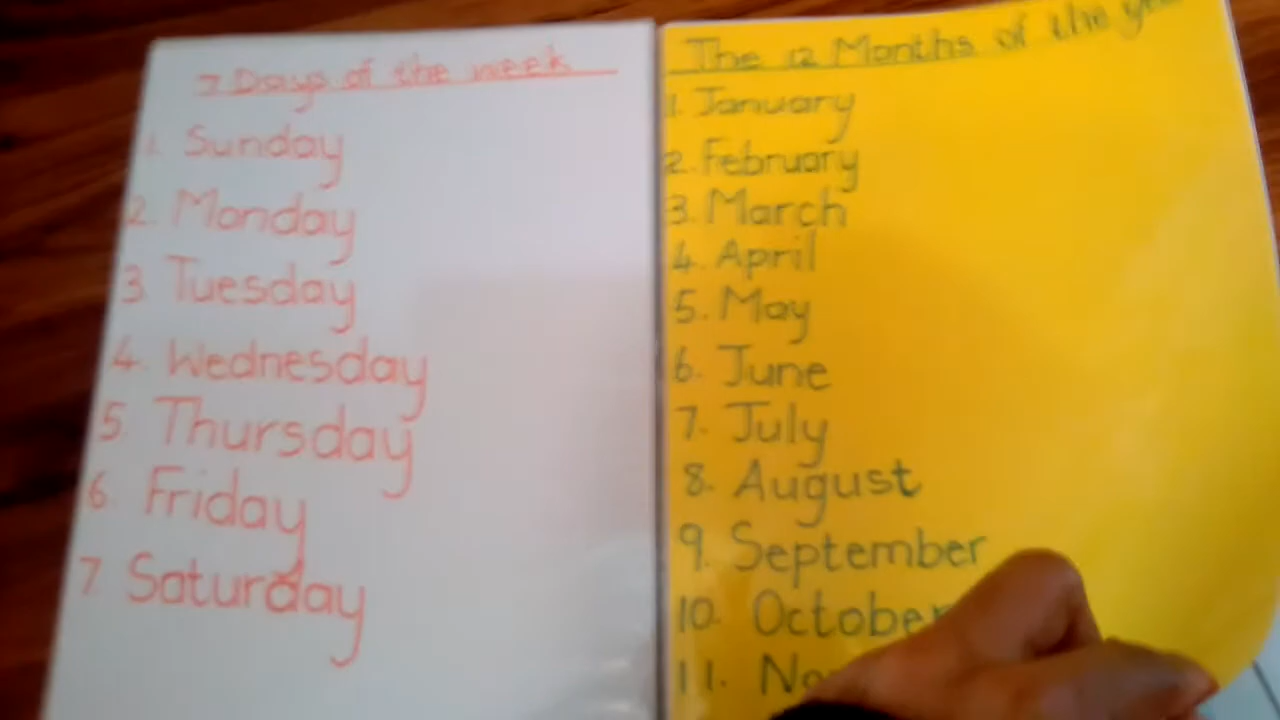 7 Days of the week
1. Sunday
2. Monday
3. Tuesday
4. Wednesday
5. Thursday
6. Friday
7. Saturday
The 12 Months of the
1. January
2. February
3. March
4. April
5. May
6. June
7. July
8. August
9. September
10. October
11.